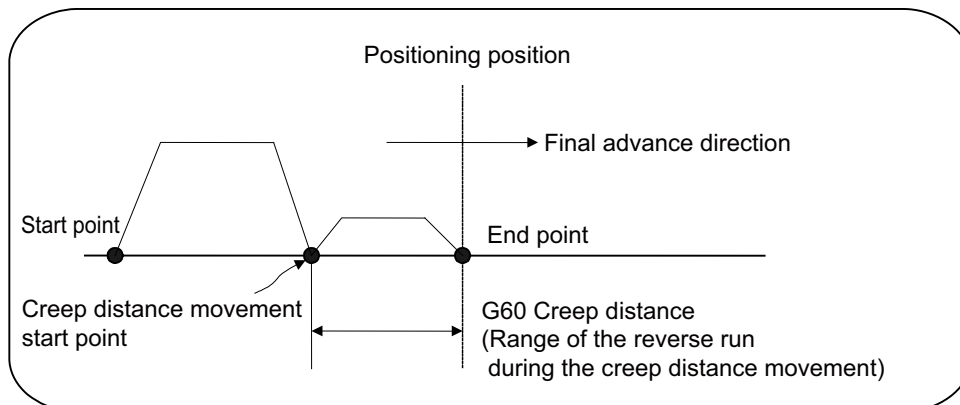 Positioning position
Final advance direction
Start point
End point
Creep distance movement
start point
G60 Creep distance
(Range of the reverse run
during the creep distance movement)